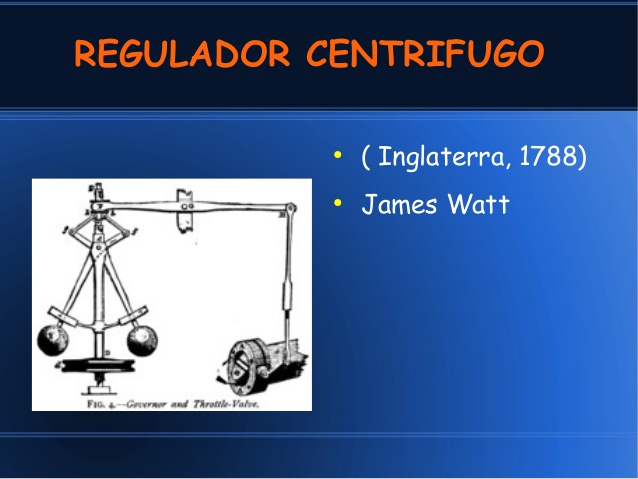 REGULADOR CENTRIFUGO
( Inglaterra, 1788)
James Watt
FIG. 4.—Governor and Throttle-Valve.